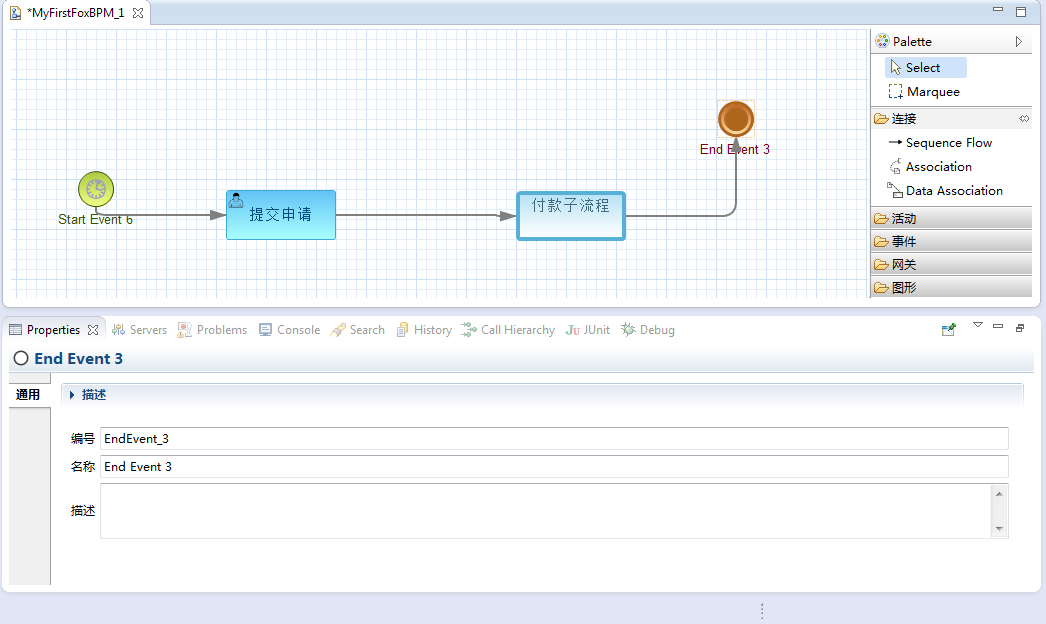 *MyFirstFoxBPM_1
Palette
Select
Marquee
连接
Sequence Flow
Association
Data Association
活动
事件
网关
图形
End Event 3
Start Event 6
提交申请
付款子流程
Properties Servers Problems Console Search History Call Hierarchy Ju JUnit Debug
End Event 3
通用
描述
编号 EndEvent_3
名称 End Event 3
描述